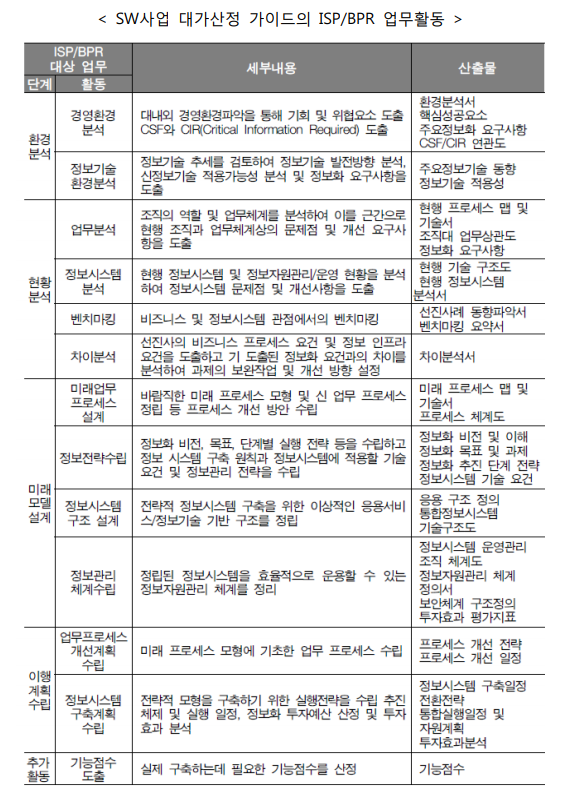 < SW사업 대가산정 가이드의 ISP/BPR 업무활동 >
ISP/BPR
대상 업무
세부내용
산출물
단계
활동
환경
분석
경영환경
분석
대내외 경영환경파악을 통해 기회 및 위협요소 도출
CSF와 CIR(Critical Information Required) 도출
환경분석서
핵심성공요소
주요정보화 요구사항
CSF/CIR 연관도
정보기술
환경분석
정보기술 추세를 검토하여 정보기술 발전방향 분석,
신정보기술 적용가능성 분석 및 정보화 요구사항을
도출
주요정보기술 동향
정보기술 적용성
현황
분석
업무분석
조직의 역할 및 업무체계를 분석하여 이를 근간으로
현행 조직과 업무체계상의 문제점 및 개선 요구사
항을 도출
현행 프로세스 맵 및
기술서
조직대 업무상관도
정보화 요구사항
정보시스템
분석
현행 정보시스템 및 정보자원관리/운영 현황을 분석
하여 정보시스템 문제점 및 개선사항을 도출
현행 기술 구조도
현행 정보시스템
분석서
벤치마킹
비즈니스 및 정보시스템 관점에서의 벤치마킹
선진사례 동향파악서
벤치마킹 요약서
차이분석
선진사의 비즈니스 프로세스 요건 및 정보 인프라
요건을 도출하고 기 도출된 정보화 요건과의 차이를
분석하여 과제의 보완작업 및 개선 방향 설정
차이분석서
미래
모델
설계
미래업무
프로세스
설계
바람직한 미래 프로세스 모형 및 신 업무 프로세스
정립 등 프로세스 개선 방안 수립
미래 프로세스 맵 및
기술서
프로세스 체계도
정보전략수립
정보화 비전, 목표, 단계별 실행 전략 등을 수립하고
정보 시스템 구축 원칙과 정보시스템에 적용할 기술
요건 및 정보관리 전략을 수립
정보화 비전 및 이해
정보화 목표 및 과제
정보화 추진 단계 전략
정보시스템 기술 요건
정보시스템
구조 설계
전략적 정보시스템 구축을 위한 이상적인 응용서비
스/정보기술 기반 구조를 정립
응용 구조 정의
통합정보시스템
기술구조도
정보관리
체계수립
정립된 정보시스템을 효율적으로 운용할 수 있는
정보자원관리 체계를 정리
정보시스템 운영관리
조직 체계도
정보자원관리 체계
정의서
보안체계 구조정의
투자효과 평가지표
이행
계획
수립
업무프로세스
개선계획
수립
미래 프로세스 모형에 기초한 업무 프로세스 수립
프로세스 개선 전략
프로세스 개선 일정
정보시스템
구축계획
수립
전략적 모형을 구축하기 위한 실행전략을 수립 추진
체제 및 실행 일정, 정보화 투자예산 산정 및 투자
효과 분석
정보시스템 구축일정
전환전략
통합실행일정 및
자원계획
투자효과분석
추가
활동
기능점수
도출
실제 구축하는데 필요한 기능점수를 산정
기능점수